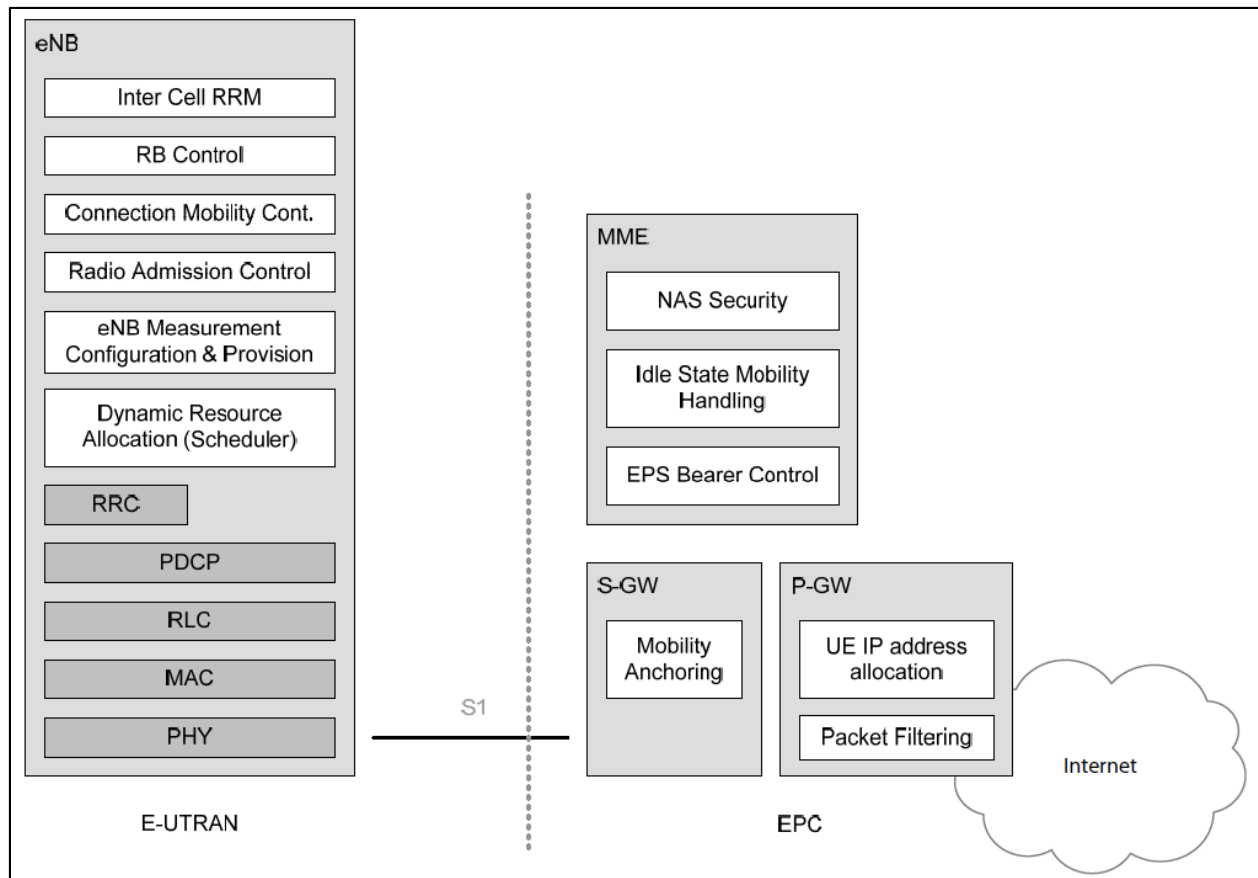 eNB
Inter Cell RRM
RB Control
Connection Mobility Cont.
Radio Admission Control
eNB Measurement
Configuration & Provision
Dynamic Resource
Allocation (Scheduler)
RRC
PDCP
RLC
MAC
PHY
E-UTRAN
S1
MME
NAS Security
Idle State Mobility
Handling
EPS Bearer Control
S-GW
Mobility
Anchoring
P-GW
UE IP address
allocation
Packet Filtering
Internet
EPC